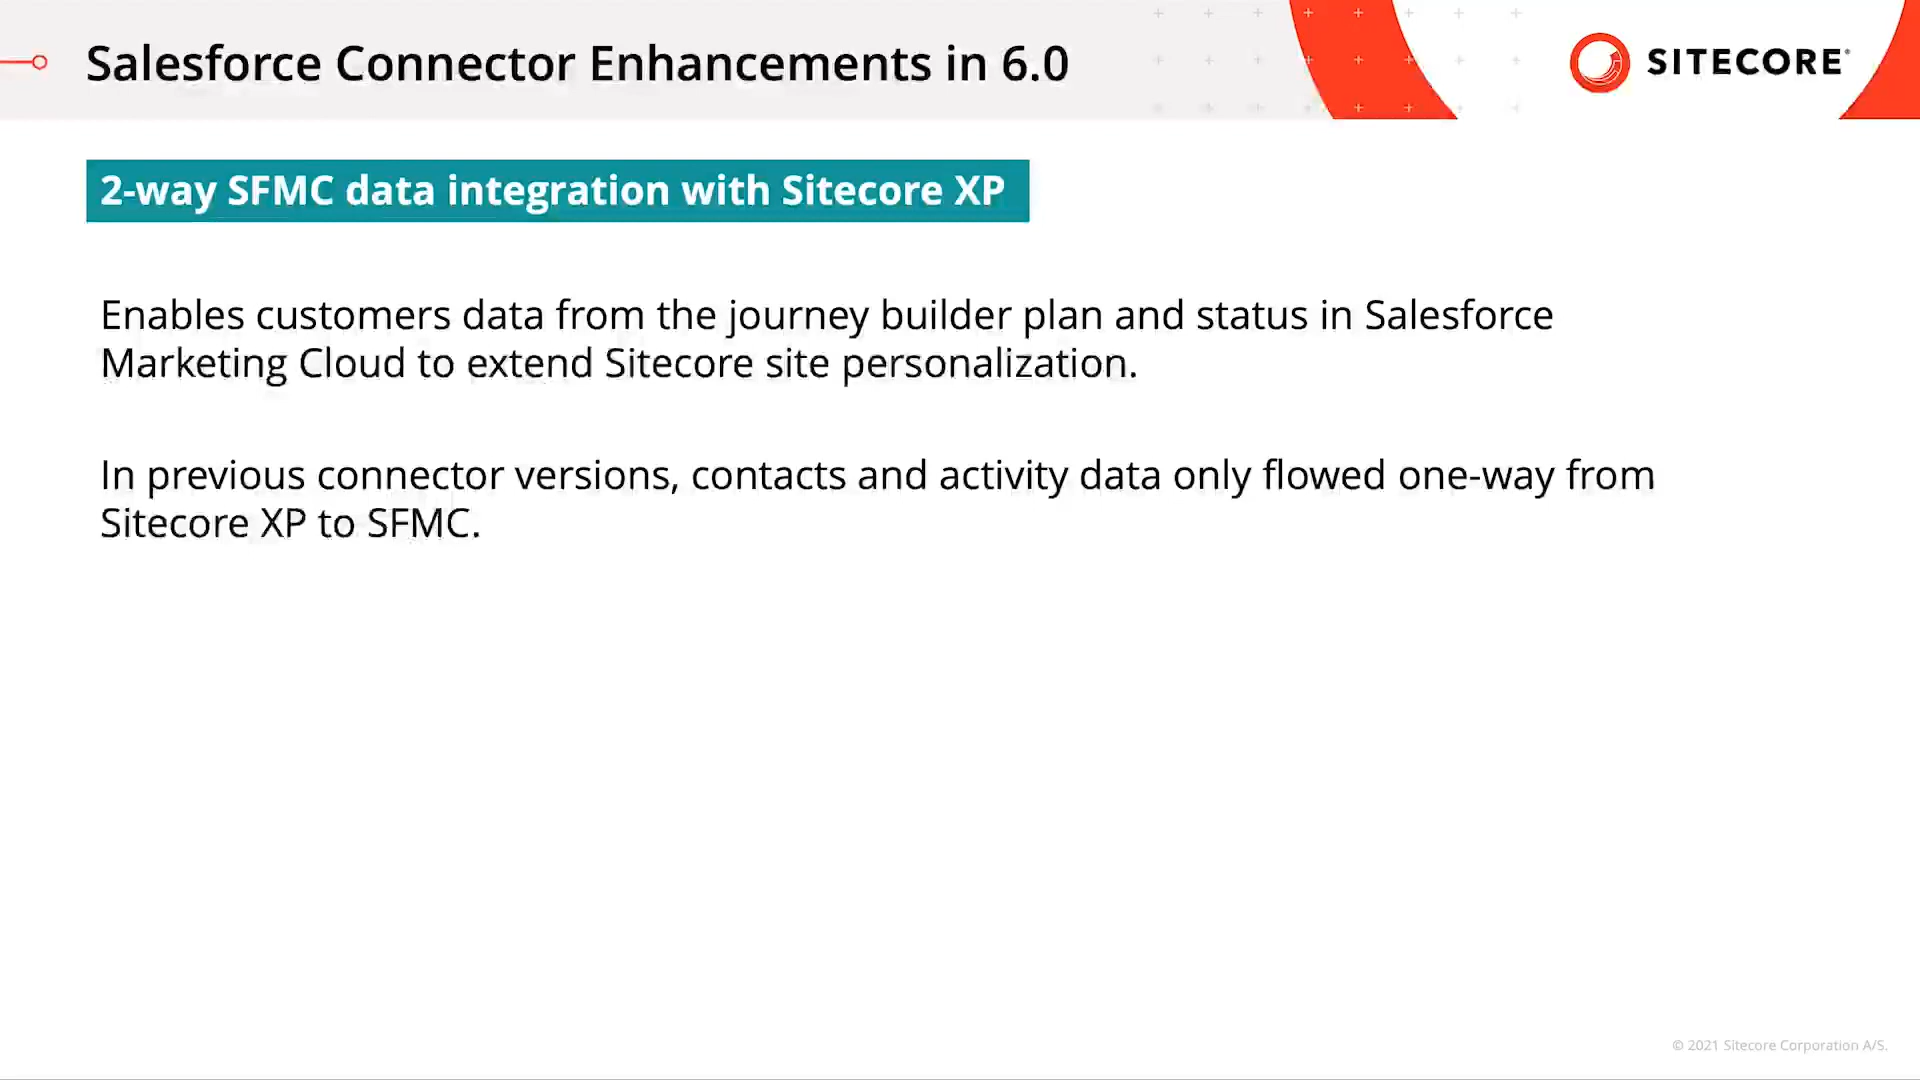 Salesforce Connector Enhancements in 6.0
SITECORE
2-way SFMC data integration with Sitecore XP
Enables customers data from the journey builder plan and status in Salesforce
Marketing Cloud to extend Sitecore site personalization.
In previous connector versions, contacts and activity data only flowed one-way from
Sitecore XP to SFMC.
© 2021 Sitecore Corporation A/S.